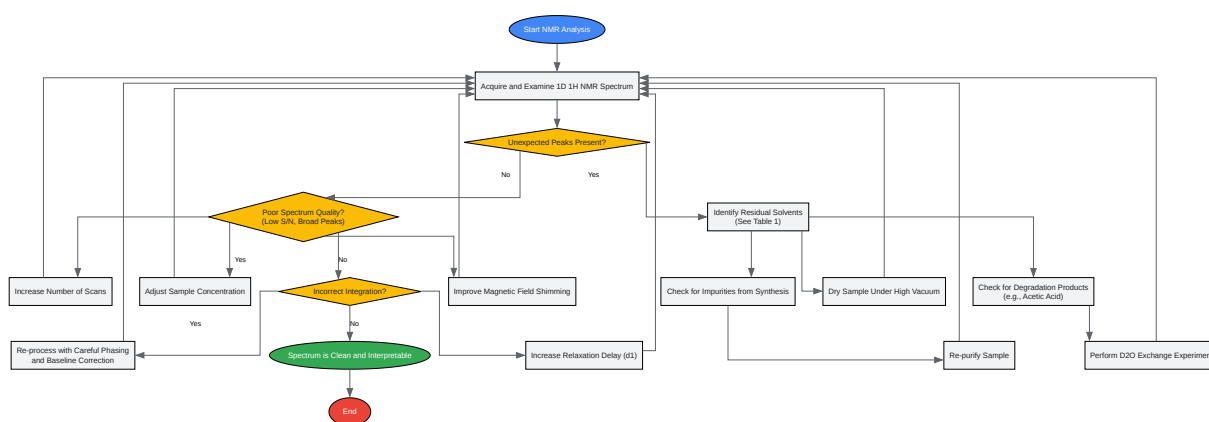 Start NMR Analysis
Acquire and Examine 1D 1H NMR Spectrum
Unexpected Peaks Present?
No
Yes
Poor Spectrum Quality?
(Low S/N, Broad Peaks)
Identify Residual Solvents
(See Table 1)
Yes
No
Increase Number of Scans
Adjust Sample Concentration
Incorrect Integration?
Improve Magnetic Field Shimming
Check for Impurities from Synthesis
Dry Sample Under High Vacuum
Check for Degradation Products
(e.g., Acetic Acid)
Yes
No
Re-process with Careful Phasing
and Baseline Correction
Spectrum is Clean and Interpretable
Increase Relaxation Delay (d1)
Re-purify Sample
Perform D2O Exchange
End